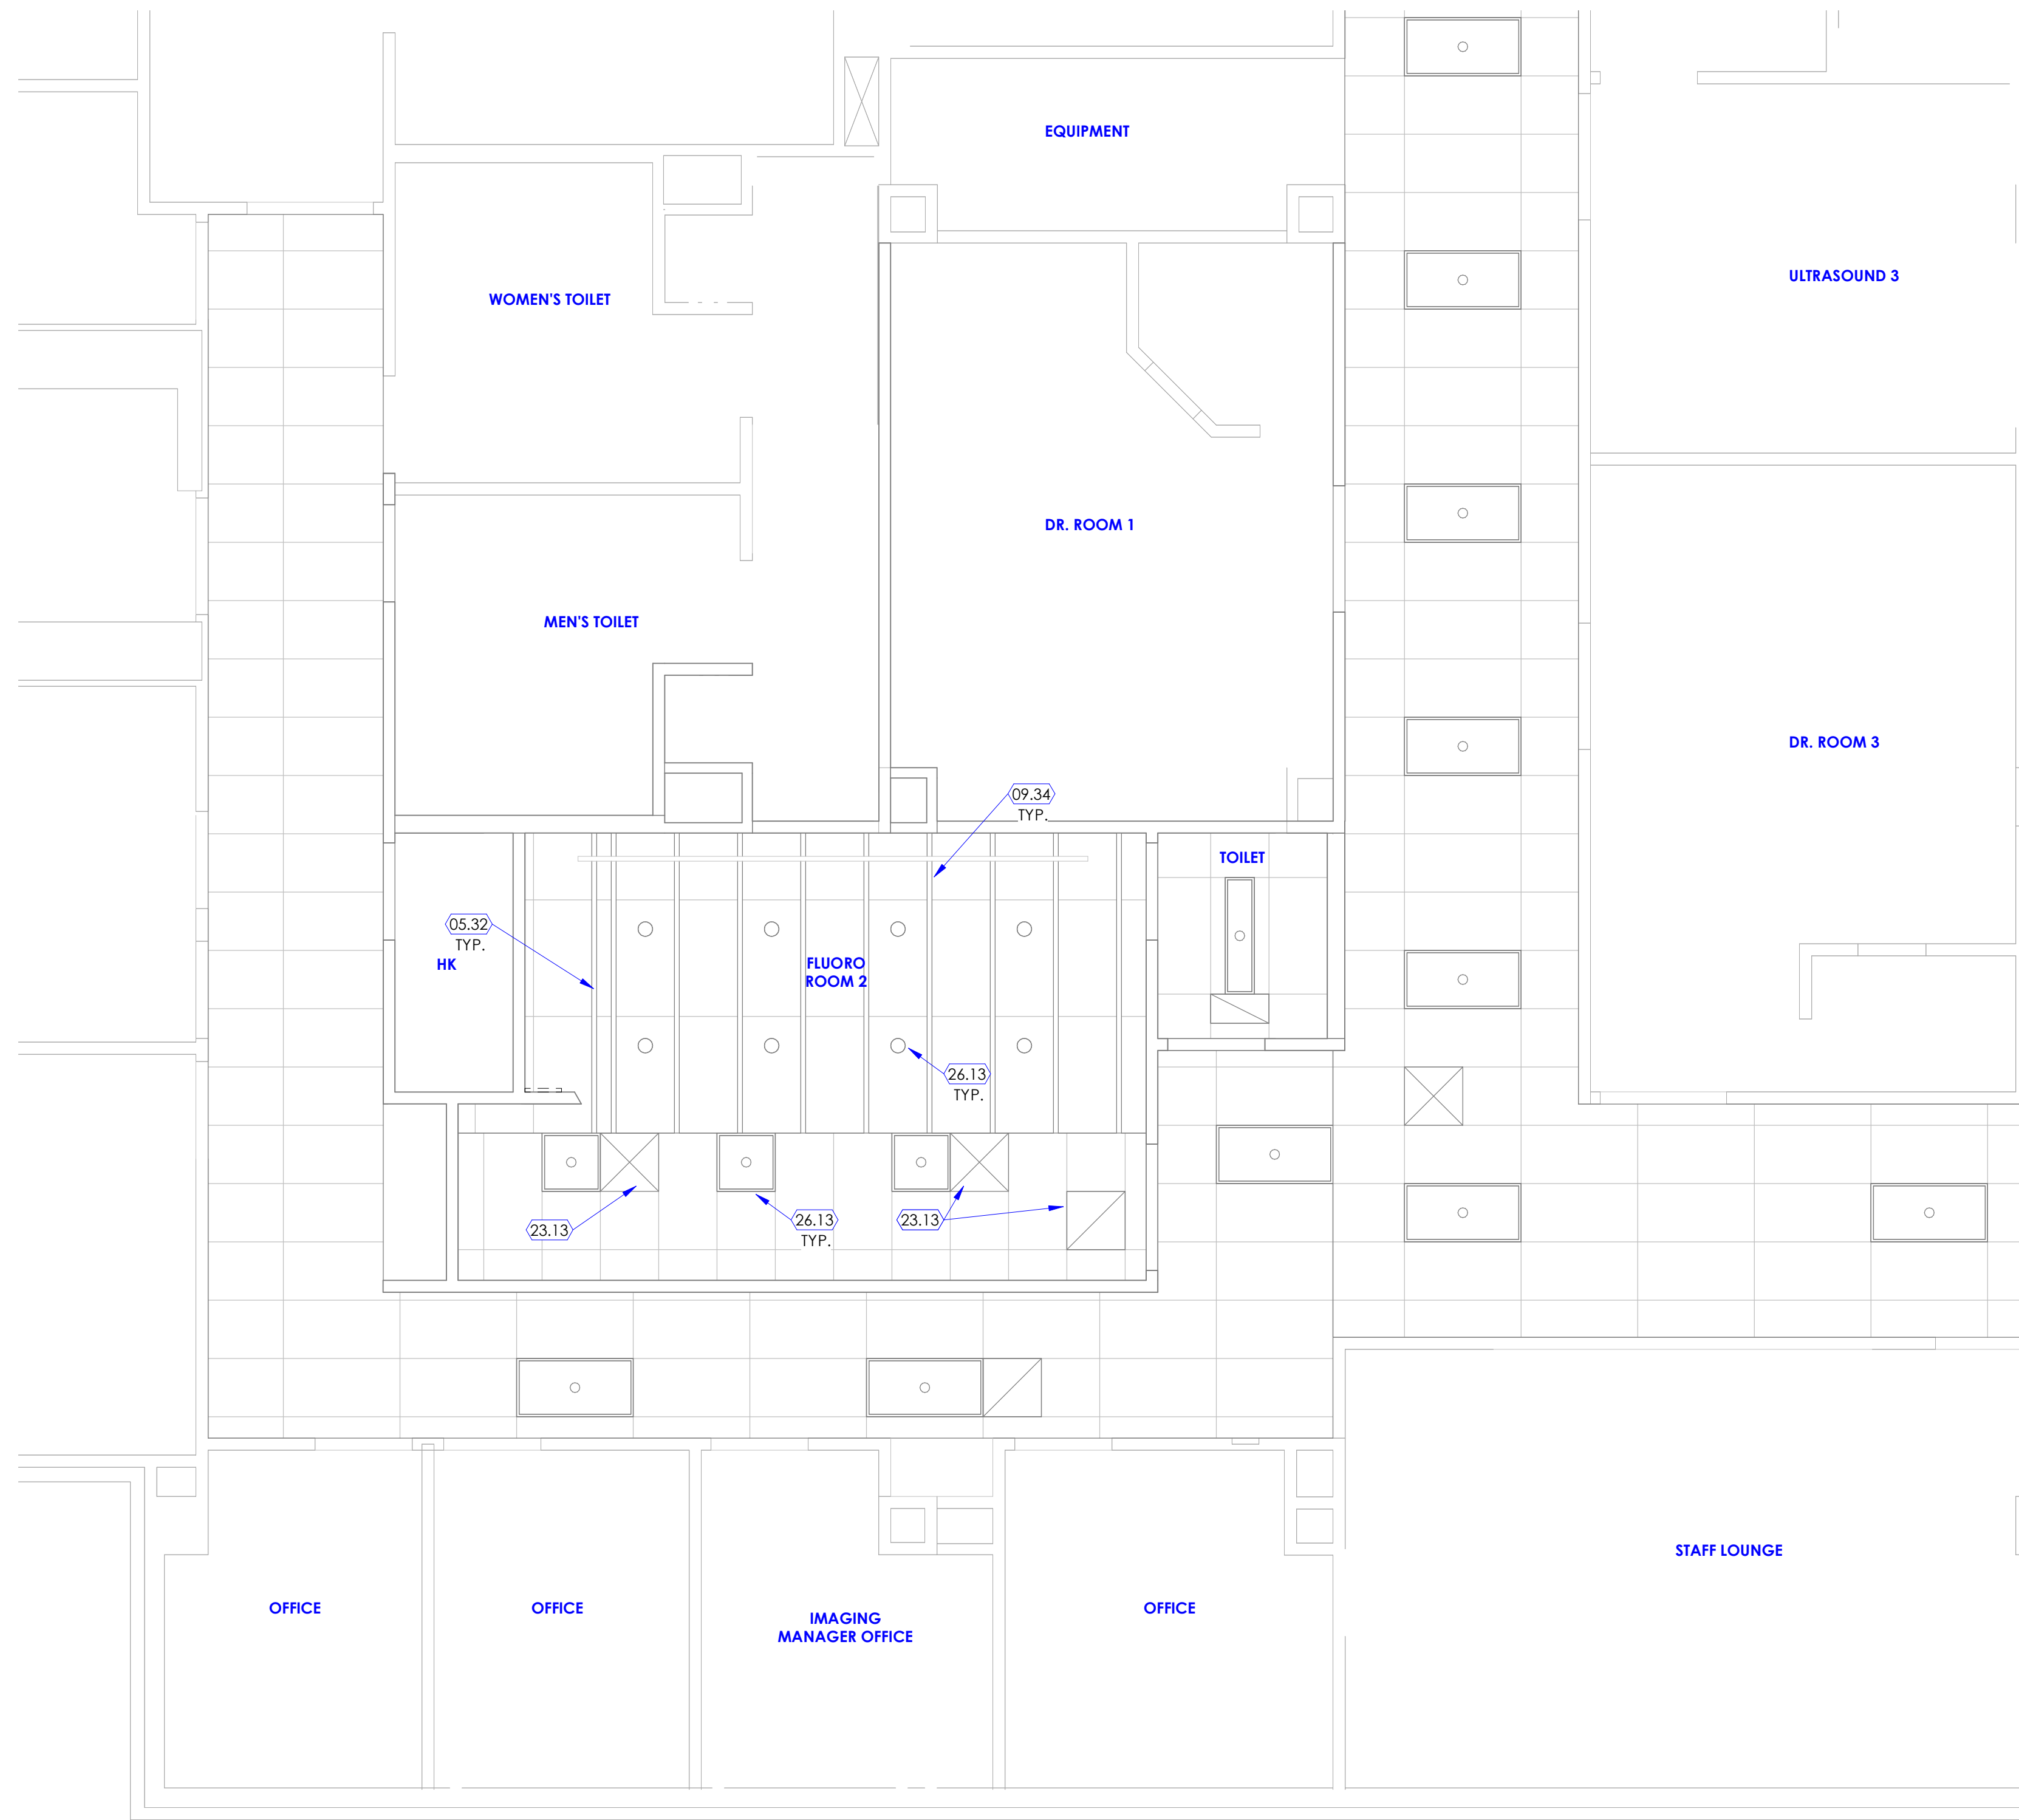 EQUIPMENT
ULTRASOUND 3
WOMEN'S TOILET
DR. ROOM 1
MEN'S TOILET
DR. ROOM 3
09.34
TYP.
TOILET
05.32
TYP.
HK
FLUORO
ROOM 2
26.13
TYP.
23.13
26.13
TYP.
23.13
STAFF LOUNGE
OFFICE
OFFICE
IMAGING
MANAGER OFFICE
OFFICE